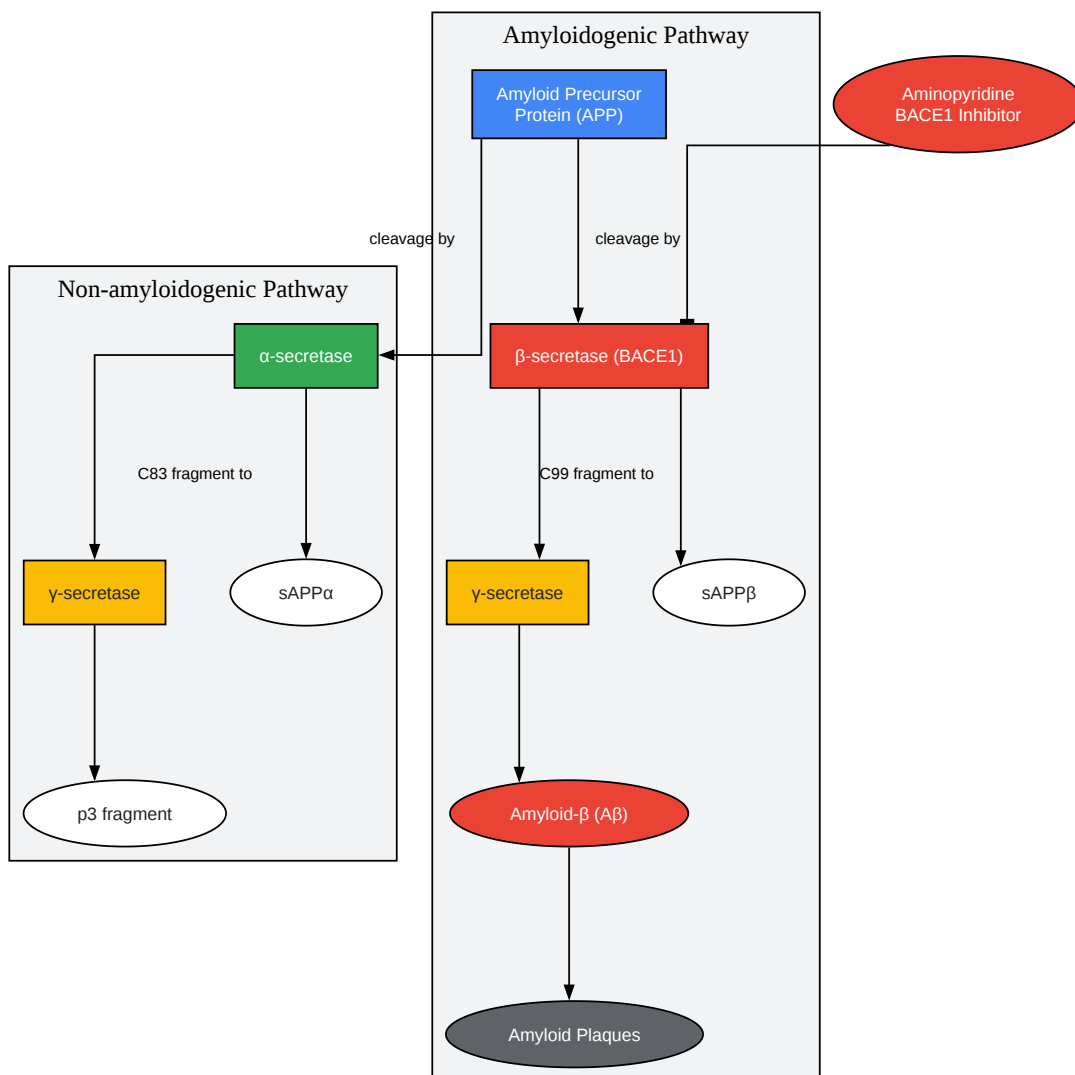 Amyloidogenic Pathway
Amyloid Precursor
Protein (APP)
Aminopyridine
BACE1 Inhibitor
cleavage by
cleavage by
Non-amyloidogenic Pathway
α-secretase
β-secretase (BACE1)
C83 fragment to
C99 fragment to
γ-secretase
sAPPα
γ-secretase
sAPPβ
p3 fragment
Amyloid-β (Aβ)
Amyloid Plaques